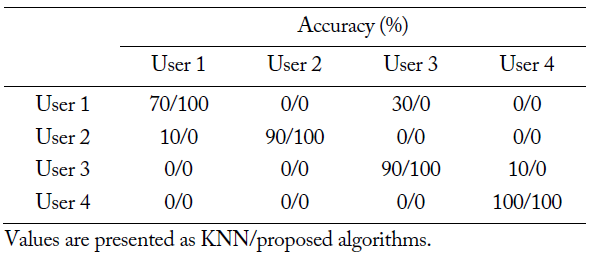 Accuracy (%)
User 1 User 2 User 3 User 4
User 1 70/100 0/0 30/0 0/0
User 2 10/0 90/100 0/0 0/0
User 3 0/0 0/0 90/100 10/0
User 4 0/0 0/0 0/0 100/100
Values are presented as KNN/proposed algorithms.